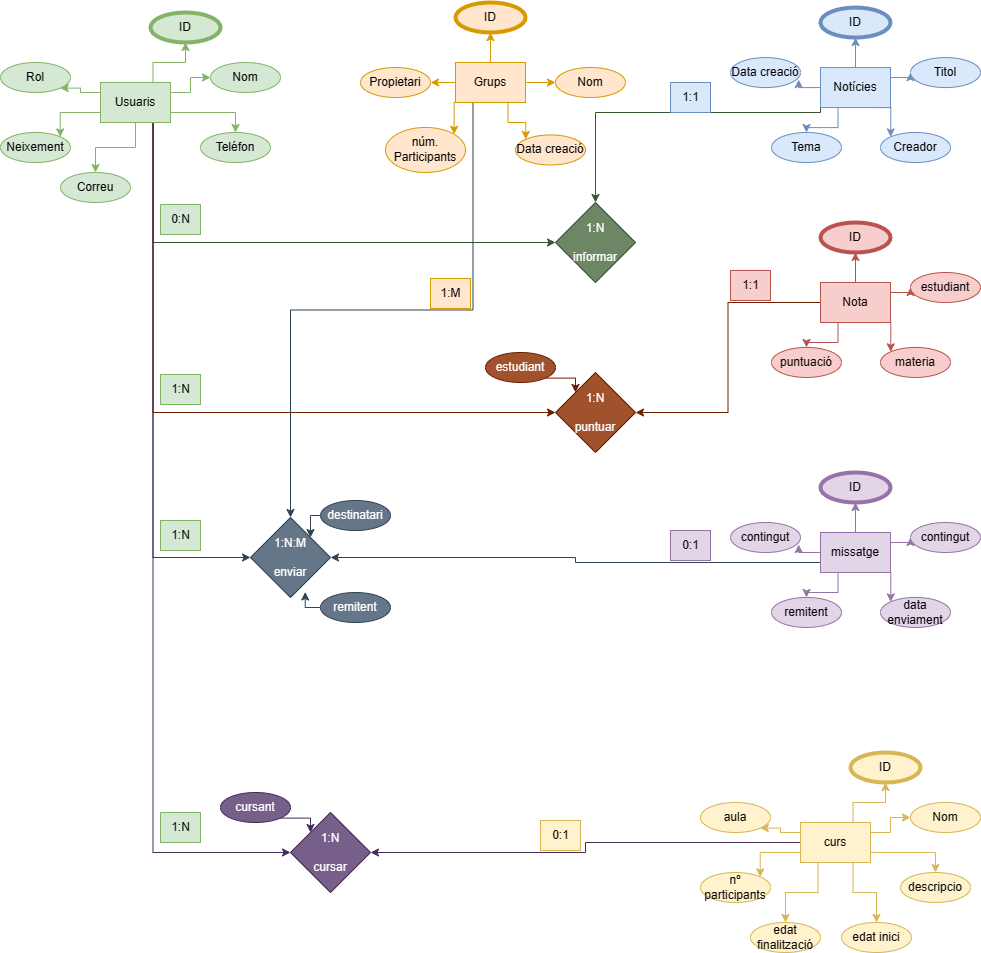 ID
Rol
Nom
Usuaris
Neixement
Telèfon
Correu
ID
Propietari
Grups
Nom
núm.
Participants
Data creació
ID
Data creació
Titol
Notícies
Tema
Creador
1:1
0:N
1:N
informar
1:M
ID
estudiant
Nota
puntuació
materia
1:1
1:N
estudiant
1:N
puntuar
ID
contingut
contingut
missatge
remitent
data
enviament
0:1
1:N
destinatari
1:N:M
enviar
remitent
ID
aula
Nom
curs
nº
participants
descripcio
edat
finalització
edat inici
0:1
1:N
cursant
1:N
cursar